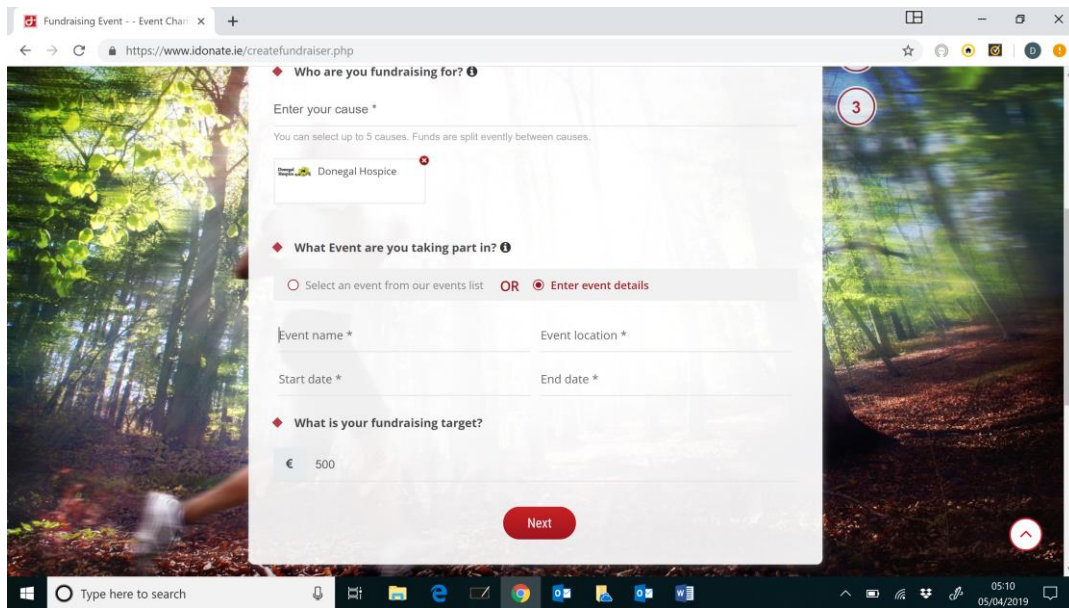 Fundraising Event - - Event Chari
https://www.idonate.ie/createfundraiser.php
D
Who are you fundraising for?
3
Enter your cause *
You can select up to 5 causes. Funds are split evently between causes.
Donegal Hospice
What Event are you taking part in?
Select an event from our events list OR Enter event details
Event name * Event location *
Start date * End date *
What is your fundraising target?
€ 500
Next
Type here to search
05:10
05/04/2019